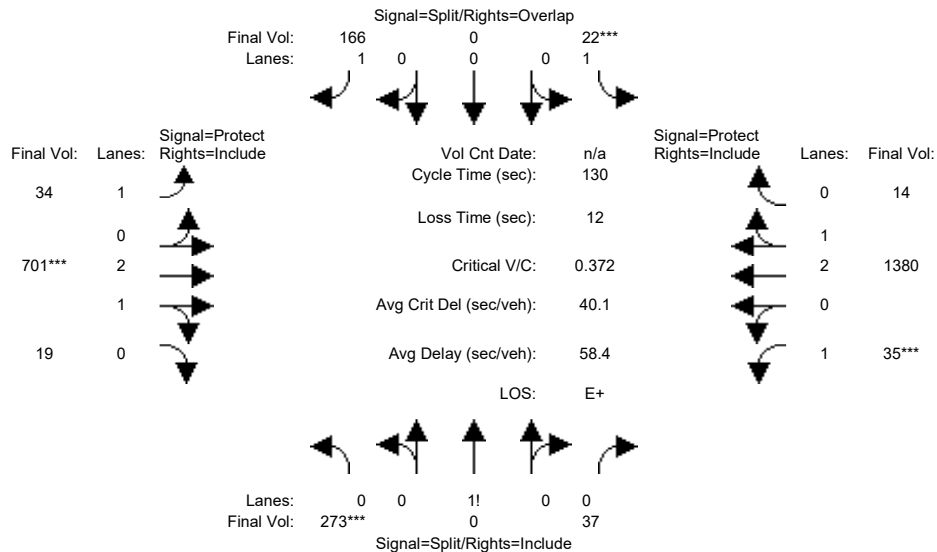 Signal=Split/Rights=Overlap
Final Vol: 166 0 22***
Lanes: 1 0 0 0 1
Signal=Protect
Final Vol: Lanes: Rights=Include
Vol Cnt Date: n/a
Signal=Protect
Rights=Include Lanes: Final Vol:
Cycle Time (sec): 130
34 1
0 14
Loss Time (sec): 12
0
1
701*** 2
Critical V/C: 0.372
2 1380
1
Avg Crit Del (sec/veh): 40.1
0
19 0
Avg Delay (sec/veh): 58.4
1 35***
LOS: E+
Lanes: 0 0 1! 0 0
Final Vol: 273*** 0 37
Signal=Split/Rights=Include